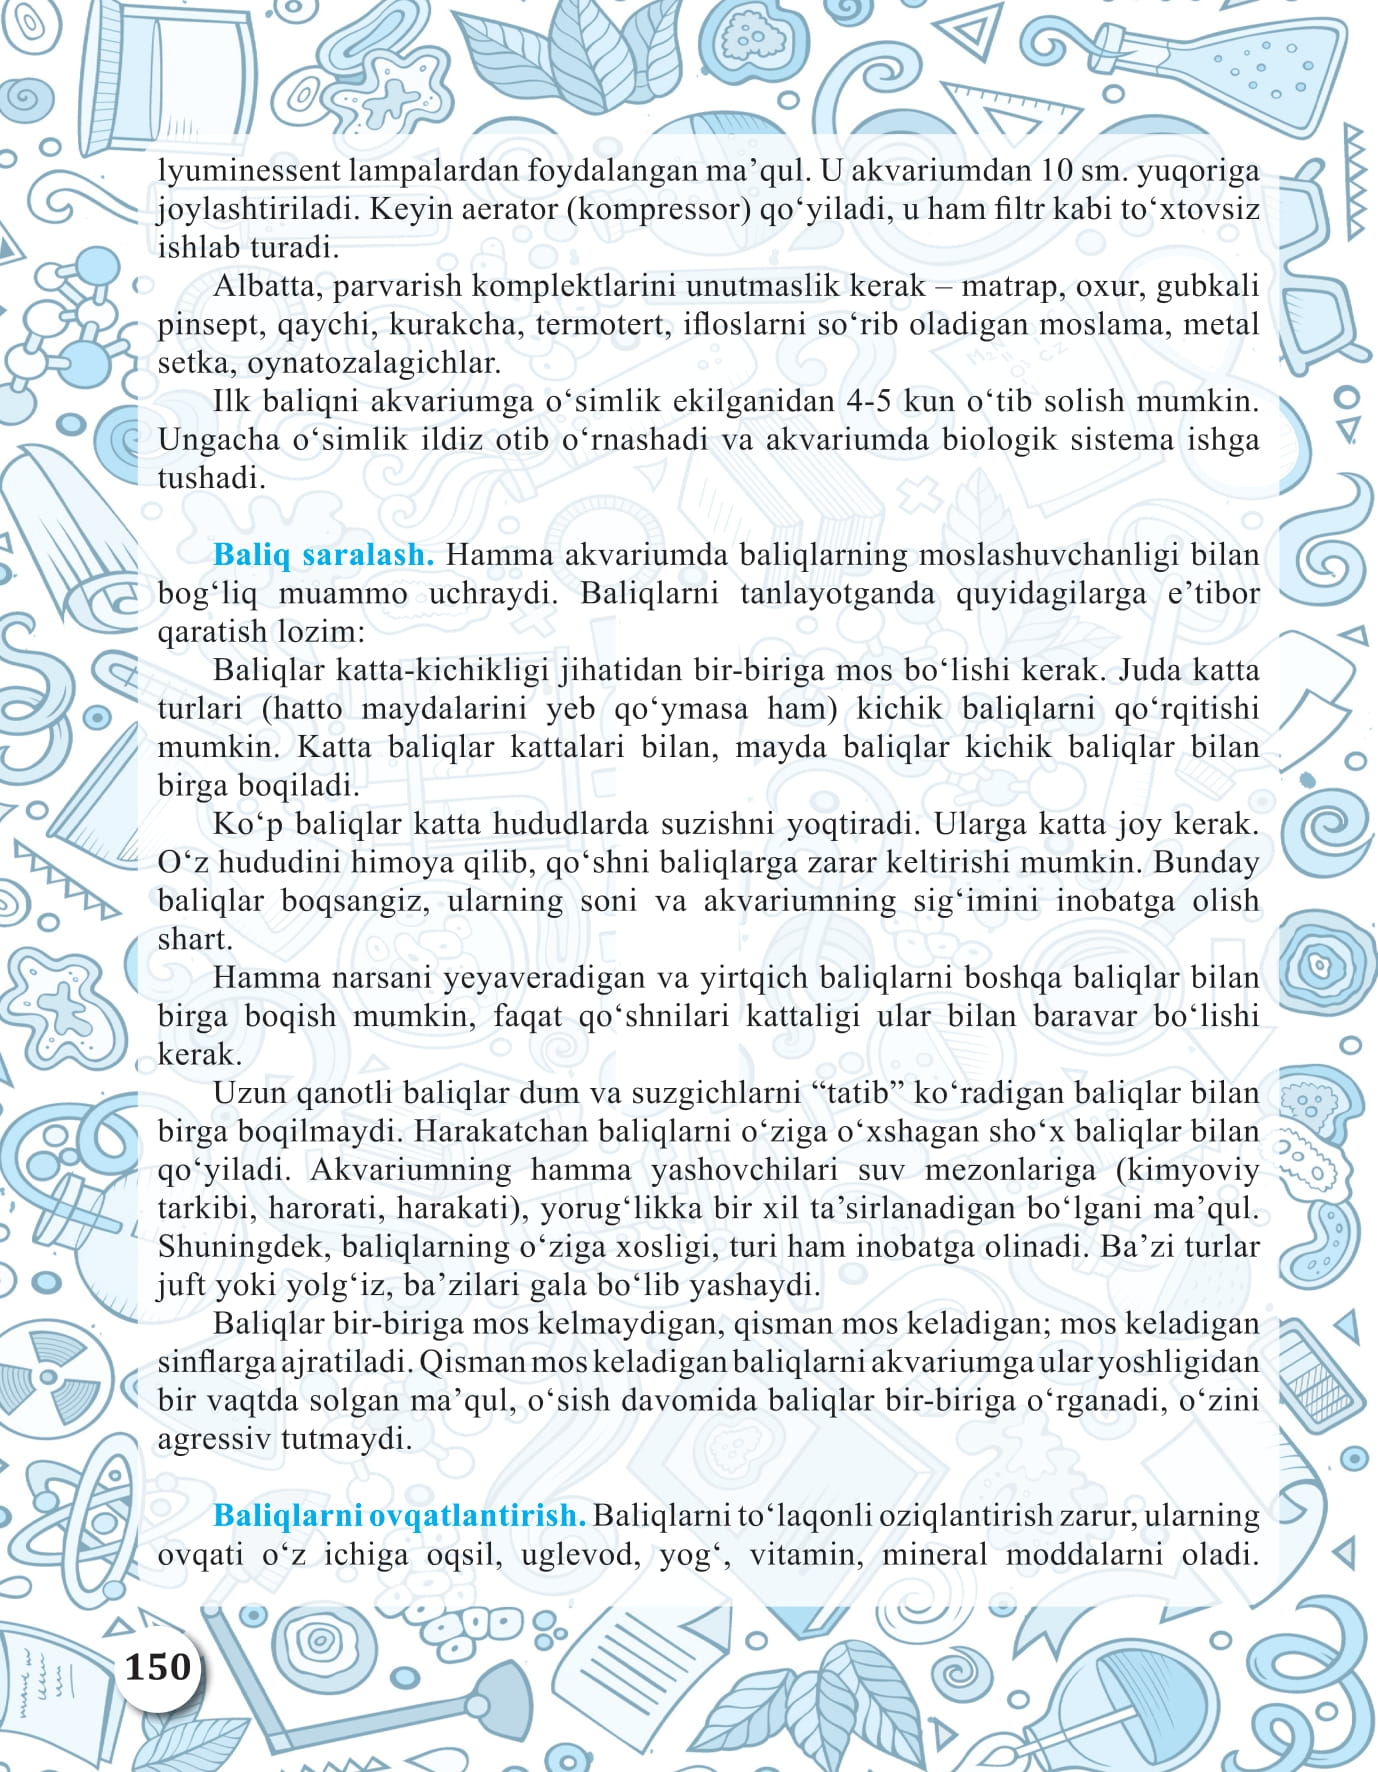 lyuminessent lampalardan foydalangan ma’qul. U akvariumdan 10 sm. yuqoriga
joylashtiriladi. Keyin aerator (kompressor) qo‘yiladi, u ham filtr kabi to‘xtovsiz
ishlab turadi.
Albatta, parvarish komplektlarini unutmaslik kerak – matrap, oxur, gubkali
pinsept, qaychi, kurakcha, termotert, ifloslarni so‘rib oladigan moslama, metal
setka, oynatozalagichlar.
Ilk baliqni akvariumga o‘simlik ekilganidan 4-5 kun o‘tib solish mumkin.
Ungacha o‘simlik ildiz otib o‘rnashadi va akvariumda biologik sistema ishga
tushadi.
Baliq saralash. Hamma akvariumda baliqlarning moslashuvchanligi bilan
bog‘liq muammo uchraydi. Baliqlarni tanlayotganda quyidagilarga e’tibor
qaratish lozim:
Baliqlar katta-kichikligi jihatidan bir-biriga mos bo‘lishi kerak. Juda katta
turlari (hatto maydalarini yeb qo‘ymasa ham) kichik baliqlarni qo‘rqitishi
mumkin. Katta baliqlar kattalari bilan, mayda baliqlar kichik baliqlar bilan
birga boqiladi.
Ko‘p baliqlar katta hududlarda suzishni yoqtiradi. Ularga katta joy kerak.
O‘z hududini himoya qilib, qo‘shni baliqlarga zarar keltirishi mumkin. Bunday
baliqlar boqsangiz, ularning soni va akvariumning sig‘imini inobatga olish
shart.
Hamma narsani yeyaveradigan va yirtqich baliqlarni boshqa baliqlar bilan
birga boqish mumkin, faqat qo‘shnilari kattaligi ular bilan baravar bo‘lishi
kerak.
Uzun qanotli baliqlar dum va suzgichlarni “tatib” ko‘radigan baliqlar bilan
birga boqilmaydi. Harakatchan baliqlarni o‘ziga o‘xshagan sho‘x baliqlar bilan
qo‘yiladi. Akvariumning hamma yashovchilari suv mezonlariga (kimyoviy
tarkibi, harorati, harakati), yorug‘likka bir xil ta’sirlanadigan bo‘lgani ma’qul.
Shuningdek, baliqlarning o‘ziga xosligi, turi ham inobatga olinadi. Ba’zi turlar
juft yoki yolg‘iz, ba’zilari gala bo‘lib yashaydi.
Baliqlar bir-biriga mos kelmaydigan, qisman mos keladigan; mos keladigan
sinflarga ajratiladi. Qisman mos keladigan baliqlarni akvariumga ular yoshligidan
bir vaqtda solgan ma’qul, o‘sish davomida baliqlar bir-biriga o‘rganadi, o‘zini
agressiv tutmaydi.
Baliqlarni ovqatlantirish. Baliqlarni to‘laqonli oziqlantirish zarur, ularning
ovqati o‘z ichiga oqsil, uglevod, yog‘, vitamin, mineral moddalarni oladi.
150